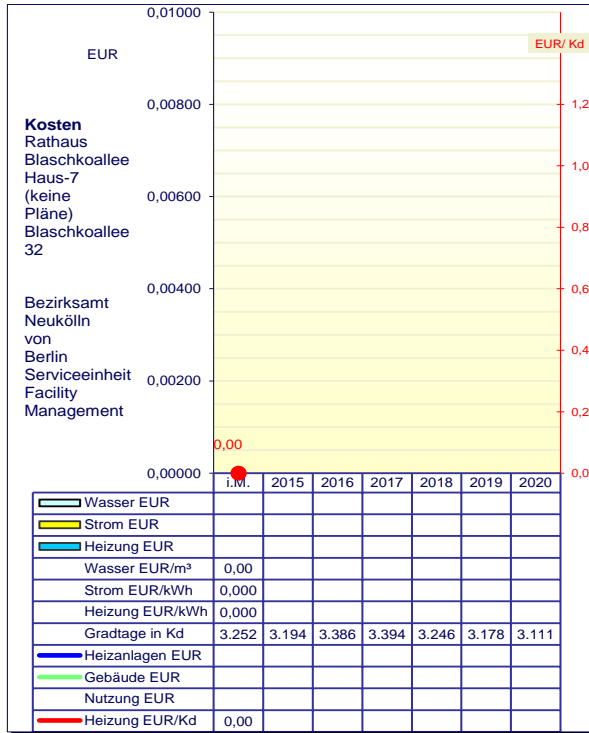 0,01000
EUR
EUR/ Kd
0,00800
1,2
Kosten
Rathaus
Blaschkoallee
Haus-7
(keine
Pläne)
Blaschkoallee
32
1,0
0,00600
0,8
0,00400
0,6
Bezirksamt
Neukölln
von
Berlin
Serviceeinheit
Facility
Management
0,4
0,00200
0,2
0,00
0,00000
0,0
i.M. 2015 2016 2017 2018 2019 2020
Wasser EUR
Strom EUR
Heizung EUR
Wasser EUR/m³ 0,00
Strom EUR/kWh 0,000
Heizung EUR/kWh 0,000
Gradtage in Kd 3.252 3.194 3.386 3.394 3.246 3.178 3.111
Heizanlagen EUR
Gebäude EUR
Nutzung EUR
Heizung EUR/Kd 0,00